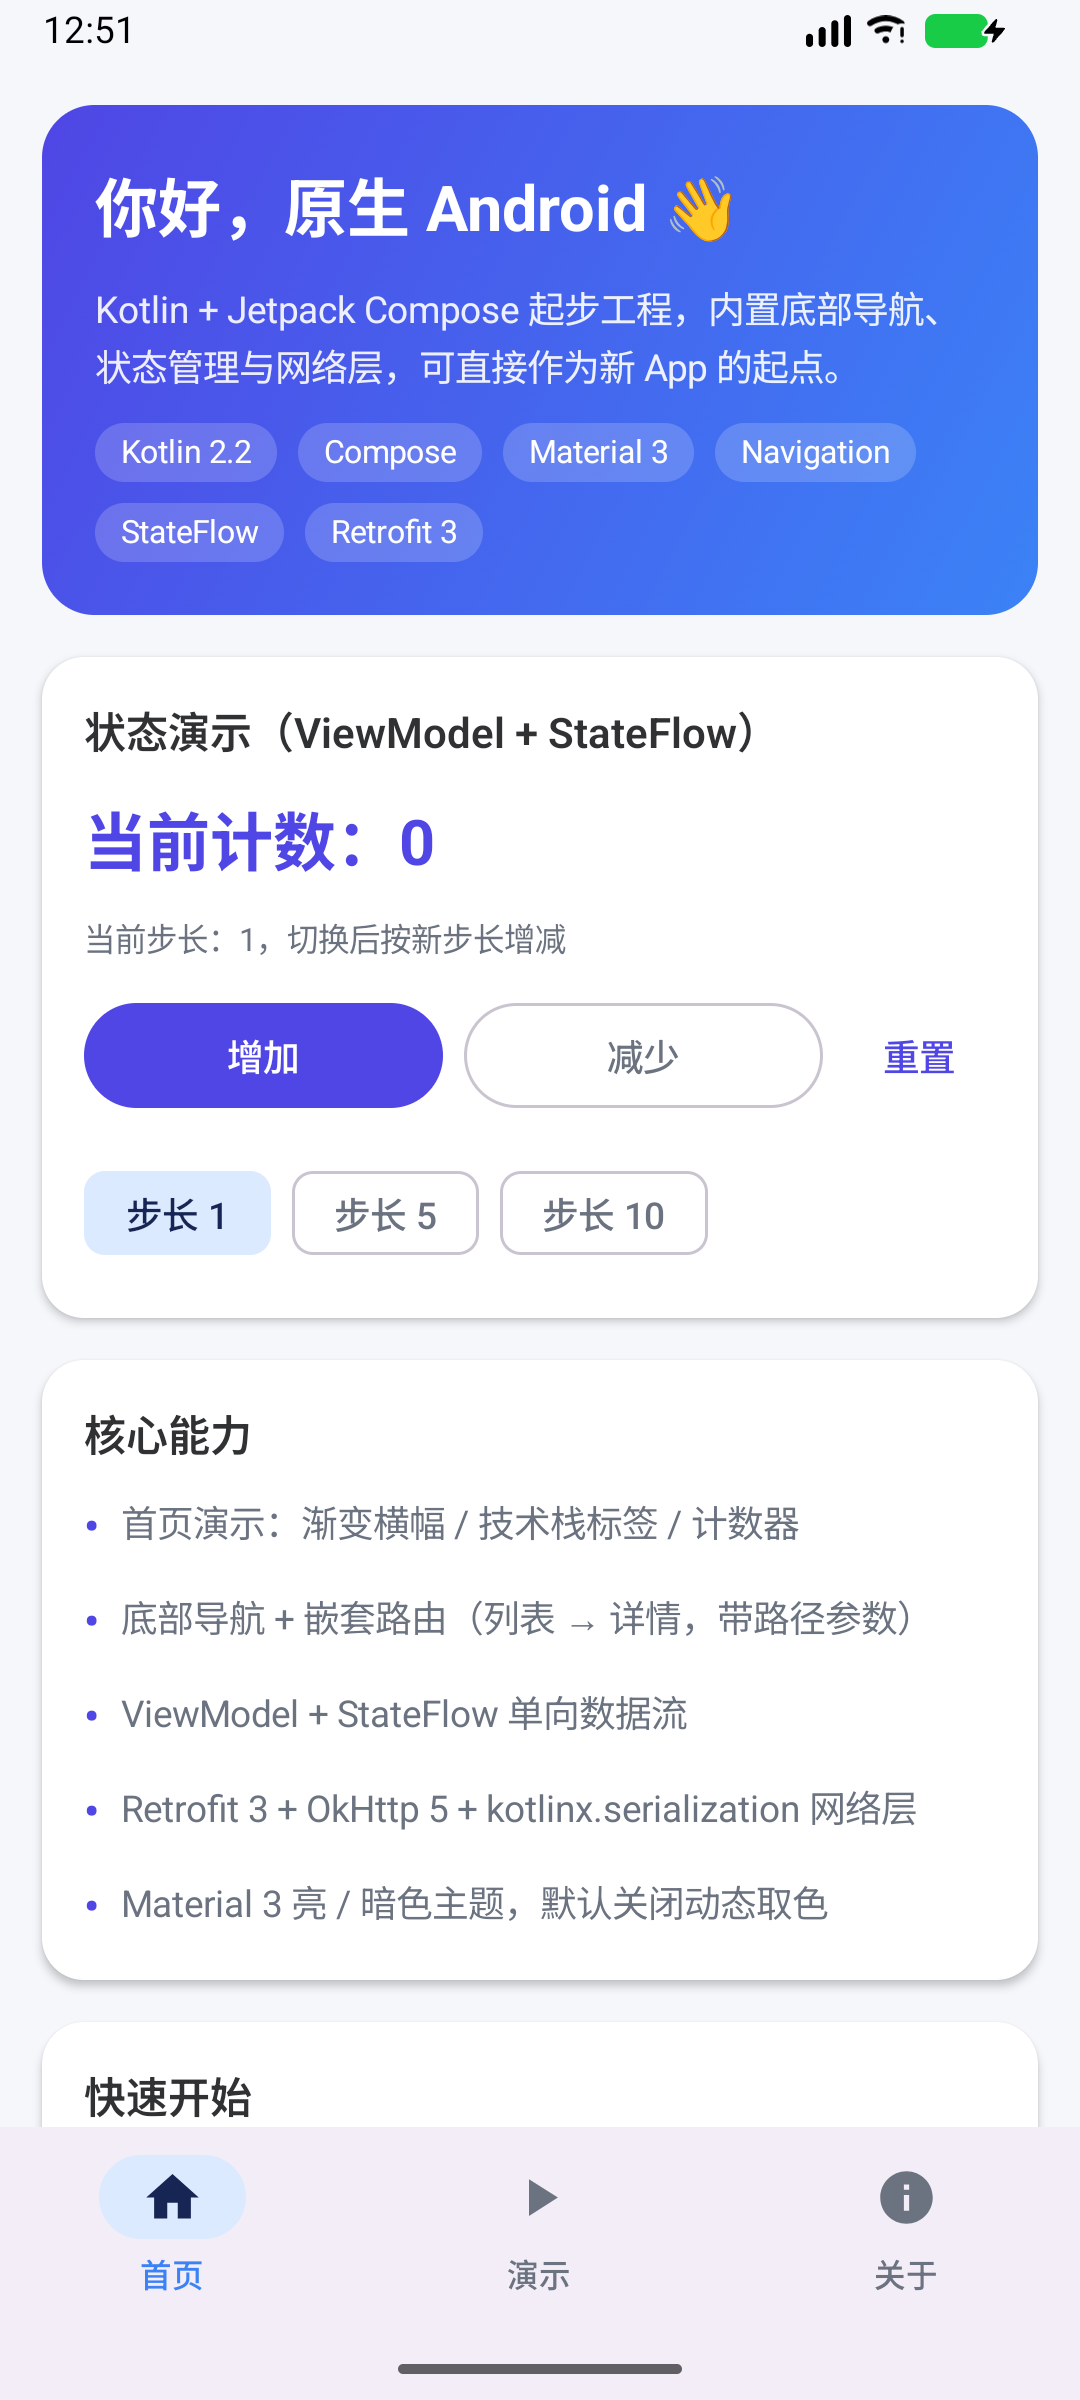 12:51
你好，原生 Android 👋
Kotlin + Jetpack Compose 起步工程，内置底部导航、
状态管理与网络层，可直接作为新 App 的起点。
Kotlin 2.2 Compose Material 3 Navigation
StateFlow Retrofit 3
状态演示（ViewModel + StateFlow）
当前计数：0
当前步长：1，切换后按新步长增减
增加 减少 重置
步长 1 步长 5 步长 10
核心能力
• 首页演示：渐变横幅 / 技术栈标签 / 计数器
• 底部导航 + 嵌套路由（列表 → 详情，带路径参数）
• ViewModel + StateFlow 单向数据流
• Retrofit 3 + OkHttp 5 + kotlinx.serialization 网络层
• Material 3 亮 / 暗色主题，默认关闭动态取色
快速开始
首页 演示 关于